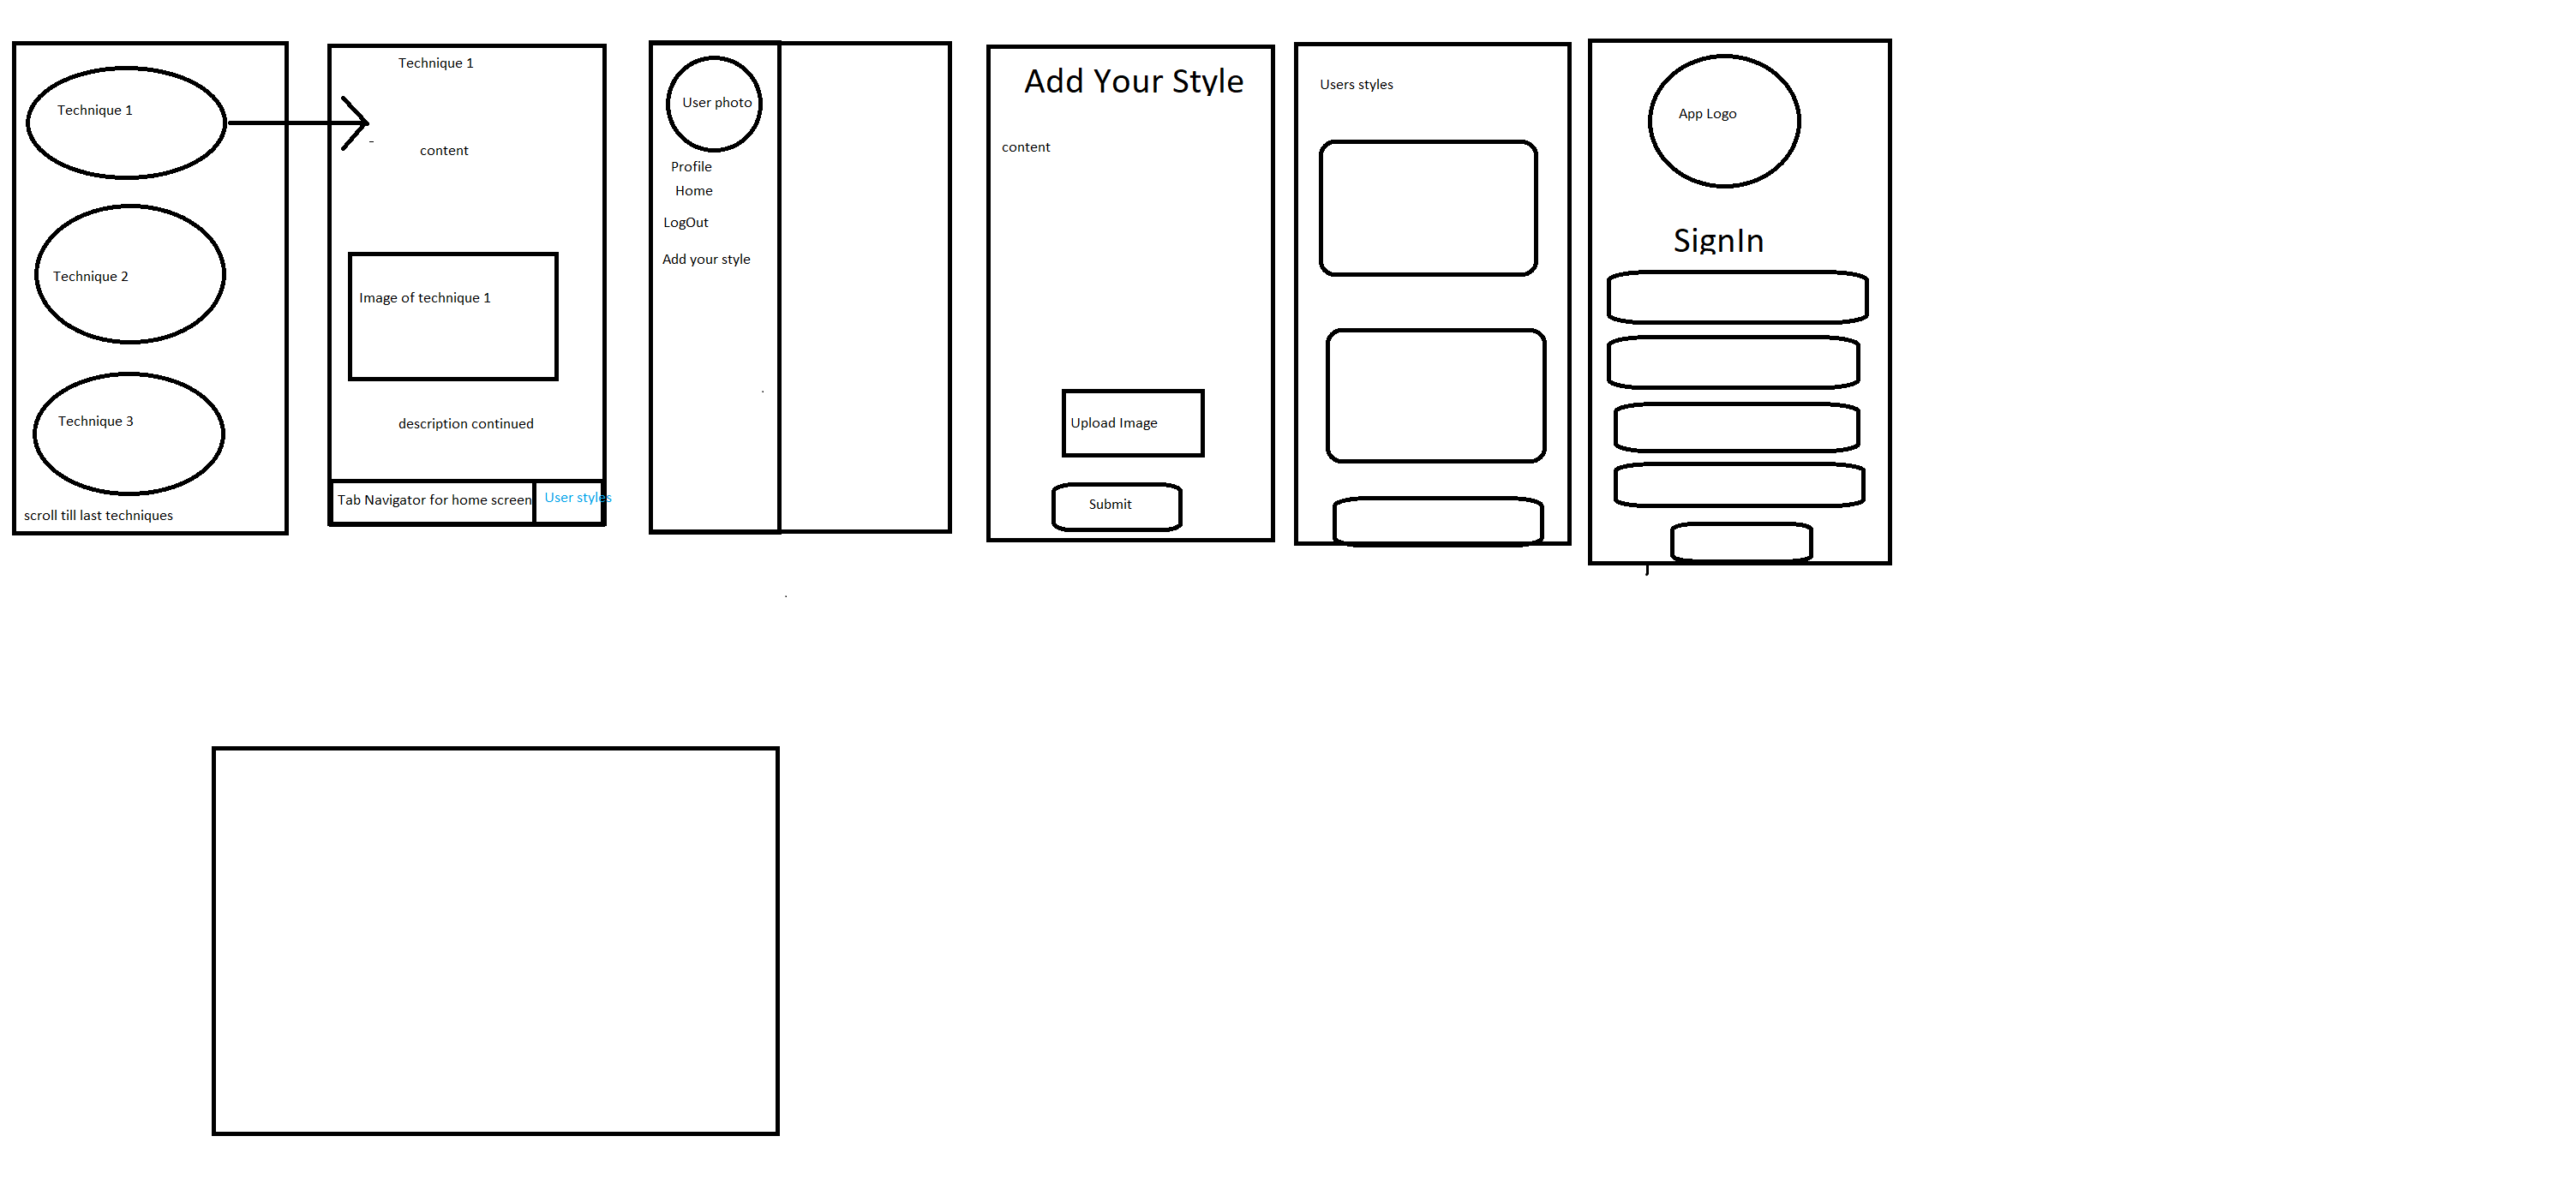 Technique 1
Technique 2
Technique 3
scroll till last techniques
Technique 1
content
Image of technique 1
description continued
Tab Navigator for home screen
User styles
User photo
Profile
Home
LogOut
Add your style
Add Your Style
content
Upload Image
Submit
Users styles
App Logo
SignIn